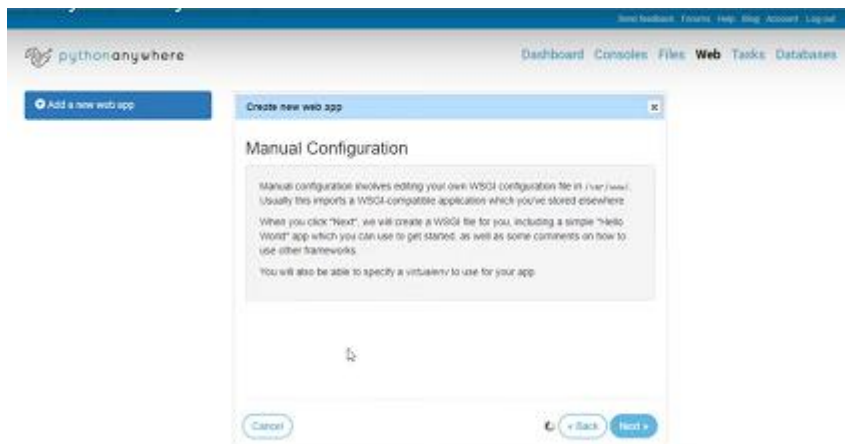 Send feedback Forums Help Blog Account Log out
pythonanywhere
Dashboard Consoles Files Web Tasks Databases
Add a new web app
Create new web app
Manual Configuration
Manual configuration involves editing your own WSGI configuration file in /var/www/.
Usually this imports a WSGI-compatible application which you've stored elsewhere
When you click "Next", we will create a WSGI file for you, including a simple "Hello
World" app which you can use to get started, as well as some comments on how to
use other frameworks.
You will also be able to specify a virtualenv to use for your app
Cancel
« Back
Next »